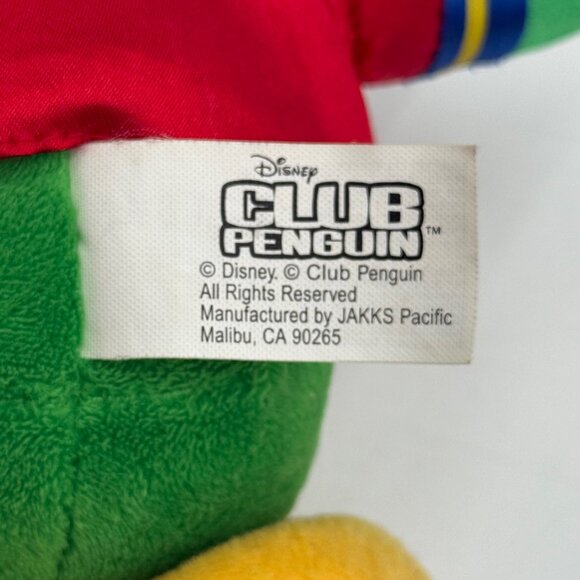 Disney
CLUB
PENGUIN™
© Disney. © Club Penguin
All Rights Reserved
Manufactured by JAKKS Pacific
Malibu, CA 90265